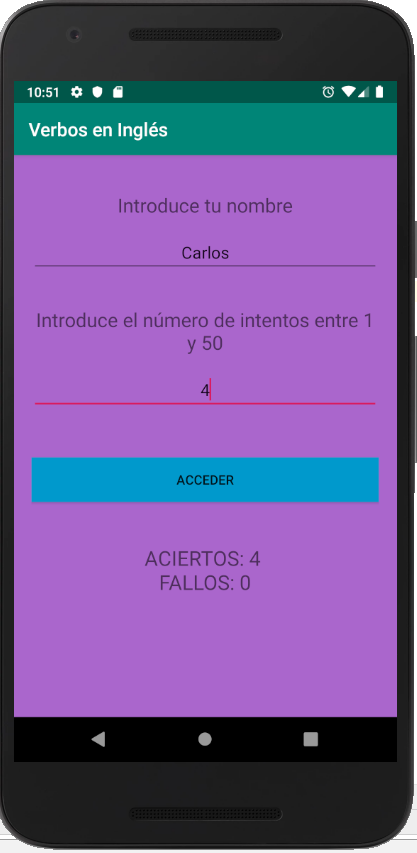 10:51
Verbos en Inglés
Introduce tu nombre
Carlos
Introduce el número de intentos entre 1
y 50
4
ACCEDER
ACIERTOS: 4
FALLOS: 0